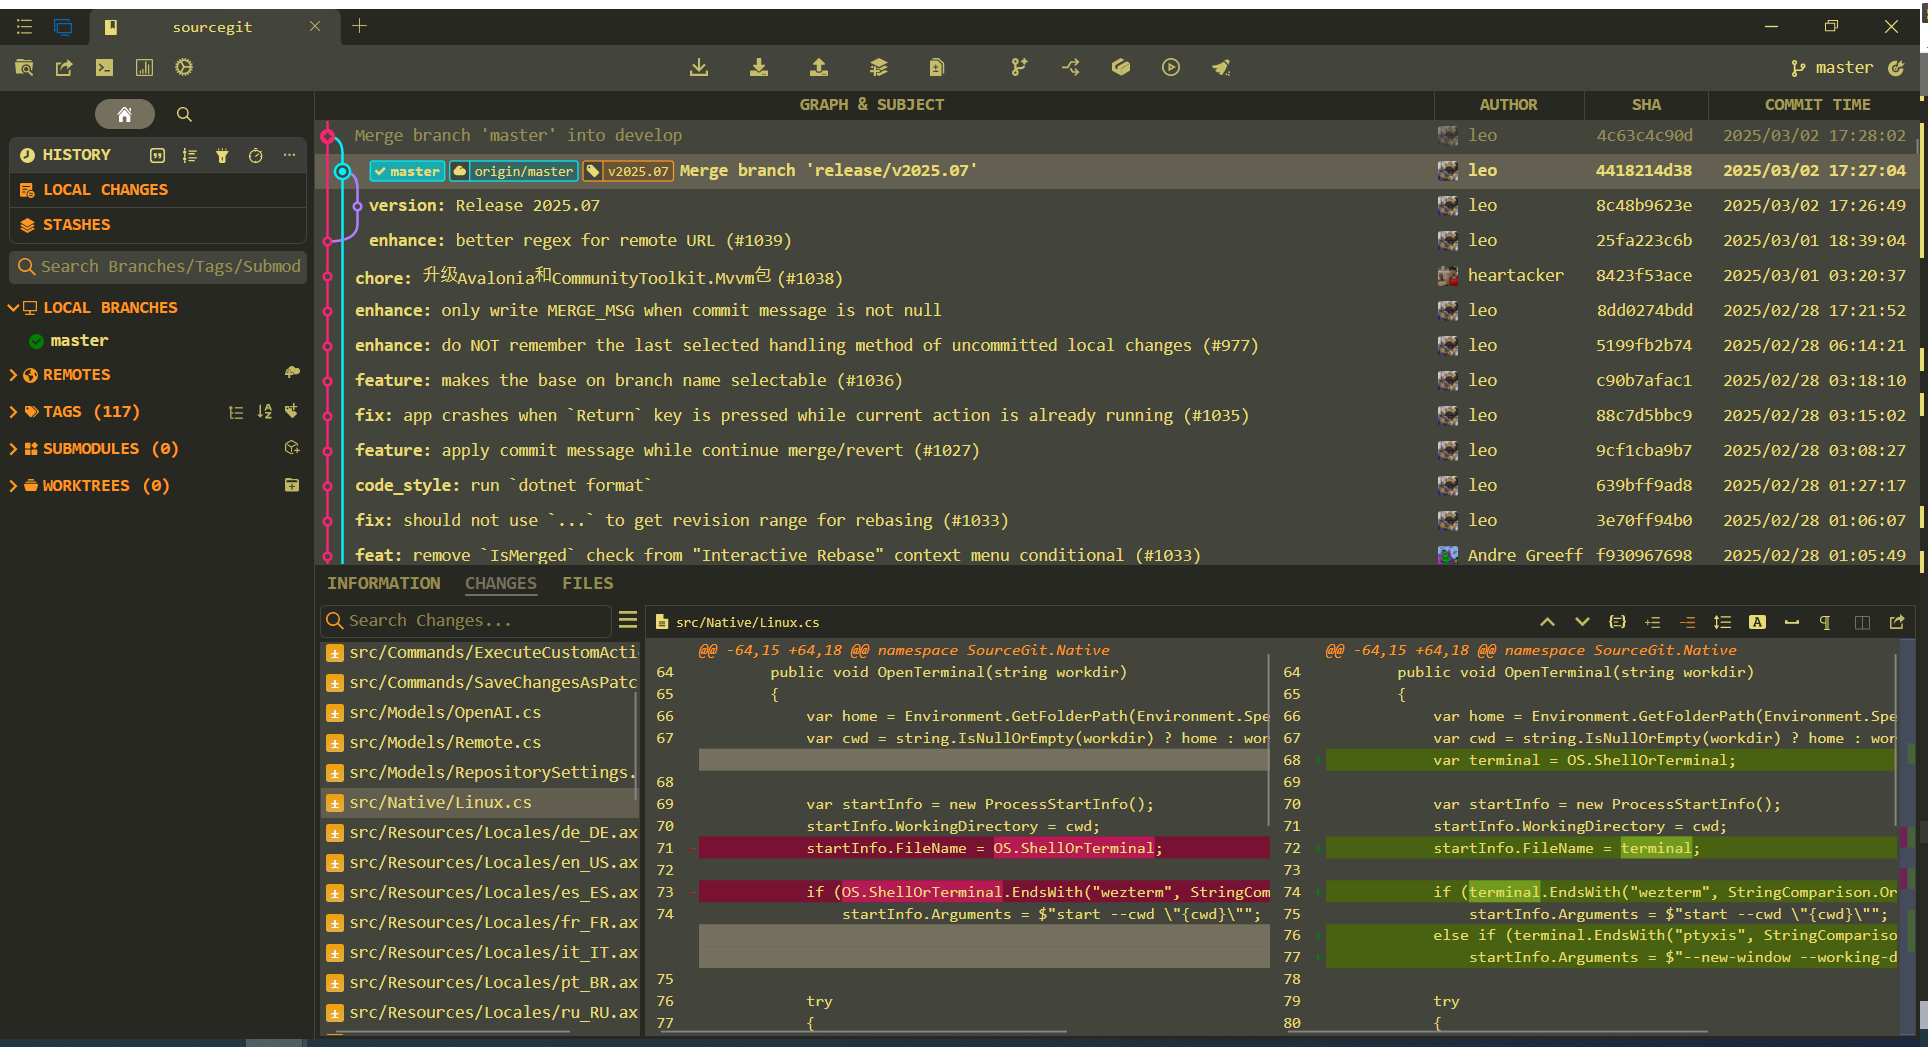 sourcegit
master
GRAPH & SUBJECT
AUTHOR
SHA
COMMIT TIME
HISTORY
LOCAL CHANGES
STASHES
Search Branches/Tags/Submod
LOCAL BRANCHES
master
REMOTES
TAGS (117)
SUBMODULES (0)
WORKTREES (0)
Merge branch 'master' into develop leo 4c63c4c90d 2025/03/02 17:28:02
master origin/master v2025.07 Merge branch 'release/v2025.07' leo 4418214d38 2025/03/02 17:27:04
version: Release 2025.07 leo 8c48b9623e 2025/03/02 17:26:49
enhance: better regex for remote URL (#1039) leo 25fa223c6b 2025/03/01 18:39:04
chore: 升级Avalonia和CommunityToolkit.Mvvm包 (#1038) heartacker 8423f53ace 2025/03/01 03:20:37
enhance: only write MERGE_MSG when commit message is not null leo 8dd0274bdd 2025/02/28 17:21:52
enhance: do NOT remember the last selected handling method of uncommitted local changes (#977) leo 5199fb2b74 2025/02/28 06:14:21
feature: makes the base on branch name selectable (#1036) leo c90b7afac1 2025/02/28 03:18:10
fix: app crashes when `Return` key is pressed while current action is already running (#1035) leo 88c7d5bbc9 2025/02/28 03:15:02
feature: apply commit message while continue merge/revert (#1027) leo 9cf1cba9b7 2025/02/28 03:08:27
code_style: run `dotnet format` leo 639bff9ad8 2025/02/28 01:27:17
fix: should not use `...` to get revision range for rebasing (#1033) leo 3e70ff94b0 2025/02/28 01:06:07
feat: remove `IsMerged` check from "Interactive Rebase" context menu conditional (#1033) Andre Greeff f930967698 2025/02/28 01:05:49
INFORMATION CHANGES FILES
Search Changes...
src/Commands/ExecuteCustomActi
src/Commands/SaveChangesAsPatc
src/Models/OpenAI.cs
src/Models/Remote.cs
src/Models/RepositorySettings.
src/Native/Linux.cs
src/Resources/Locales/de_DE.ax
src/Resources/Locales/en_US.ax
src/Resources/Locales/es_ES.ax
src/Resources/Locales/fr_FR.ax
src/Resources/Locales/it_IT.ax
src/Resources/Locales/pt_BR.ax
src/Resources/Locales/ru_RU.ax
src/Native/Linux.cs
@@ -64,15 +64,18 @@ namespace SourceGit.Native
64 public void OpenTerminal(string workdir)
65 {
66 var home = Environment.GetFolderPath(Environment.Spe
67 var cwd = string.IsNullOrEmpty(workdir) ? home : wor
68
69 var startInfo = new ProcessStartInfo();
70 startInfo.WorkingDirectory = cwd;
71 - startInfo.FileName = OS.ShellOrTerminal;
72
73 - if (OS.ShellOrTerminal.EndsWith("wezterm", StringCom
74 startInfo.Arguments = $"start --cwd \"{cwd}\"";
75
76 try
77 {
@@ -64,15 +64,18 @@ namespace SourceGit.Native
64 public void OpenTerminal(string workdir)
65 {
66 var home = Environment.GetFolderPath(Environment.Spe
67 var cwd = string.IsNullOrEmpty(workdir) ? home : wor
68 + var terminal = OS.ShellOrTerminal;
69
70 var startInfo = new ProcessStartInfo();
71 startInfo.WorkingDirectory = cwd;
72 + startInfo.FileName = terminal;
73
74 + if (terminal.EndsWith("wezterm", StringComparison.Or
75 startInfo.Arguments = $"start --cwd \"{cwd}\"";
76 + else if (terminal.EndsWith("ptyxis", StringCompariso
77 + startInfo.Arguments = $"--new-window --working-d
78
79 try
80 {